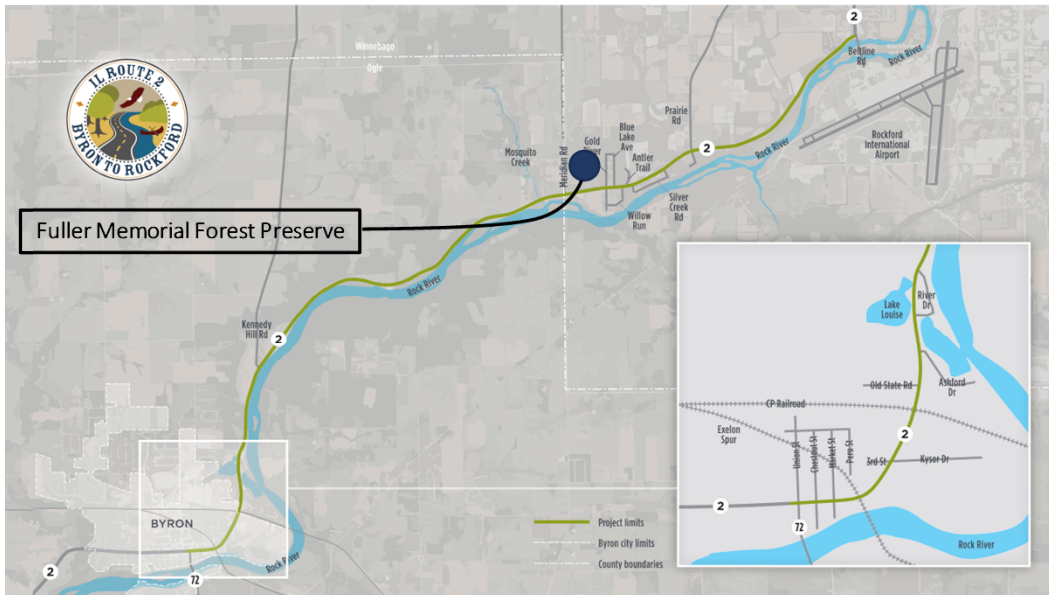 IL ROUTE 2
BYRON TO ROCKFORD
Winnebago
Ogle
2
Beltline
Rd
Rock River
Rockford
International
Airport
Prairie
Rd
2
Rock River
Blue
Lake
Ave
Gold
River
Antler
Trail
Mosquito
Creek
Meridian Rd
Silver
Creek Rd
Willow
Run
Fuller Memorial Forest Preserve
Rock River
Kennedy
Hill Rd
2
BYRON
Rock River
2
72
Project limits
Byron city limits
County boundaries
Lake
Louise
River
Dr
Old State Rd
Ashford
Dr
CP Railroad
Exelon
Spur
Union St
Chestnut St
Market St
Peru St
2
3rd St
Kysor Dr
2
72
Rock River